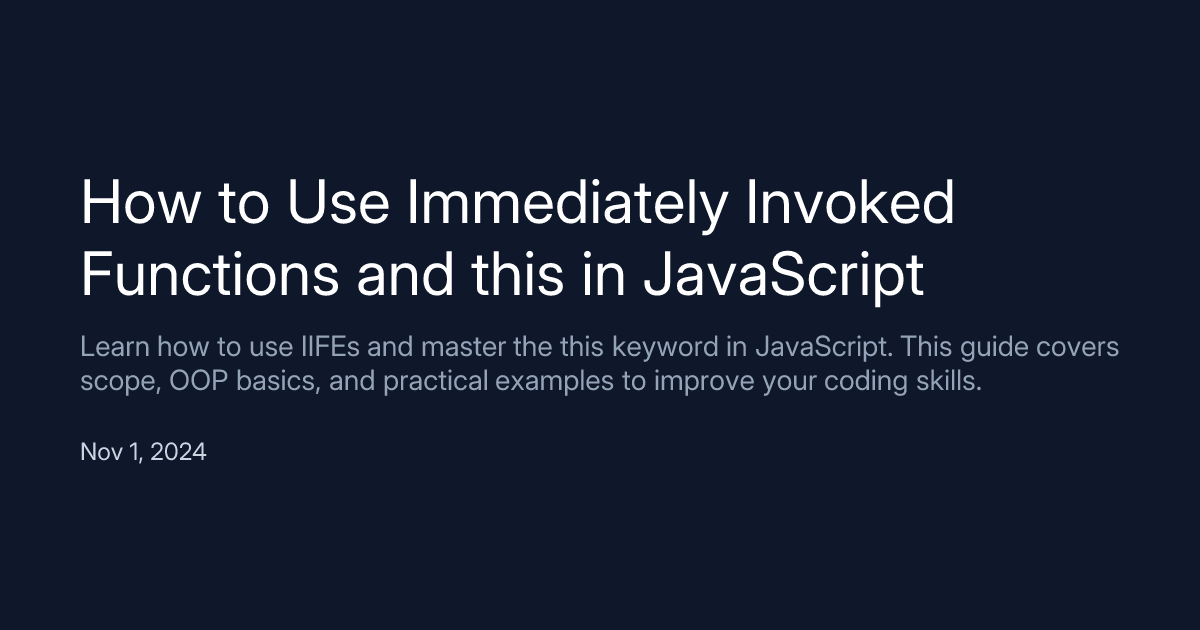 How to Use Immediately Invoked
Functions and this in JavaScript
Learn how to use IIFEs and master the this keyword in JavaScript. This guide covers
scope, OOP basics, and practical examples to improve your coding skills.
Nov 1, 2024